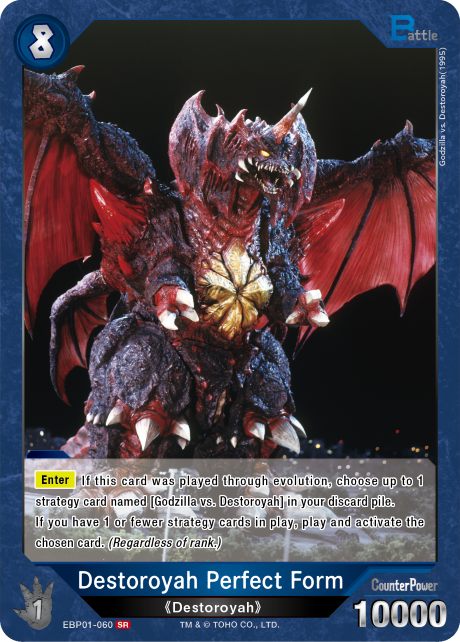 8
Battle
Godzilla vs. Destoroyah(1995)
Enter If this card was played through evolution, choose up to 1
strategy card named [Godzilla vs. Destoroyah] in your discard pile.
If you have 1 or fewer strategy cards in play, play and activate the
chosen card. (Regardless of rank.)
Destoroyah Perfect Form
CounterPower
1
《Destoroyah》
10000
EBP01-060 SR
TM & © TOHO CO., LTD.